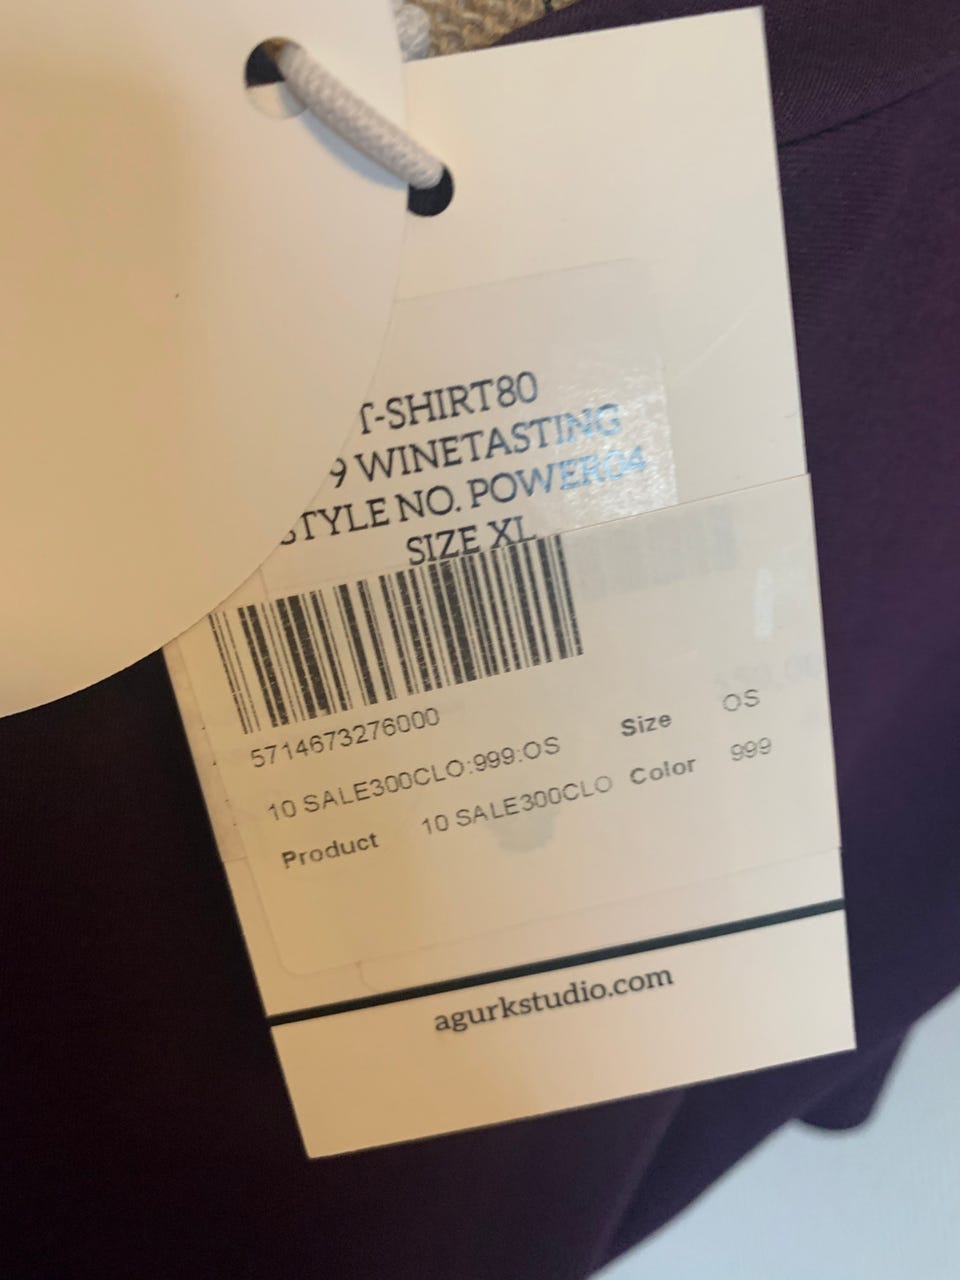 T-SHIRT80
9 WINETASTING
STYLE NO. POWER04
SIZE XL
5714673276000
10 SALE300CLO:999:OS
Size OS
Product 10 SALE300CLO Color 999
agurkstudio.com